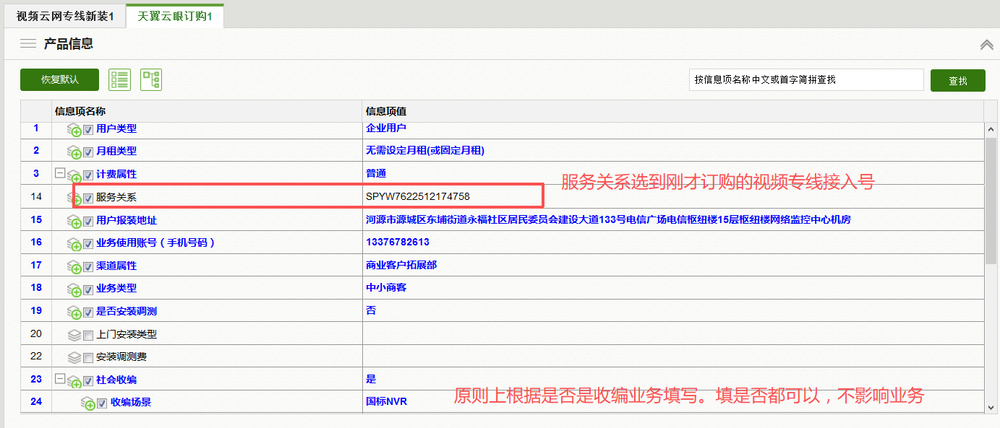 视频云网专线新装1 天翼云眼订购1
产品信息
恢复默认 按信息项名称中文或首字简拼查找 查找
信息项名称 信息项值
1 用户类型 企业用户
2 月租类型 无需设定月租(或固定月租)
3 计费属性 普通
服务关系选到刚才订购的视频专线接入号
14 服务关系 SPYW7622512174758
15 用户报装地址 河源市源城区东埔街道永福社区居民委员会建设大道133号电信广场电信枢纽楼15层枢纽楼网络监控中心机房
16 业务使用账号（手机号码） 13376782613
17 渠道属性 商业客户拓展部
18 业务类型 中小商客
19 是否安装调测 否
20 上门安装类型
22 安装调测费
23 社会收编 是
24 收编场景 国标NVR
原则上根据是否是收编业务填写。填是否都可以，不影响业务